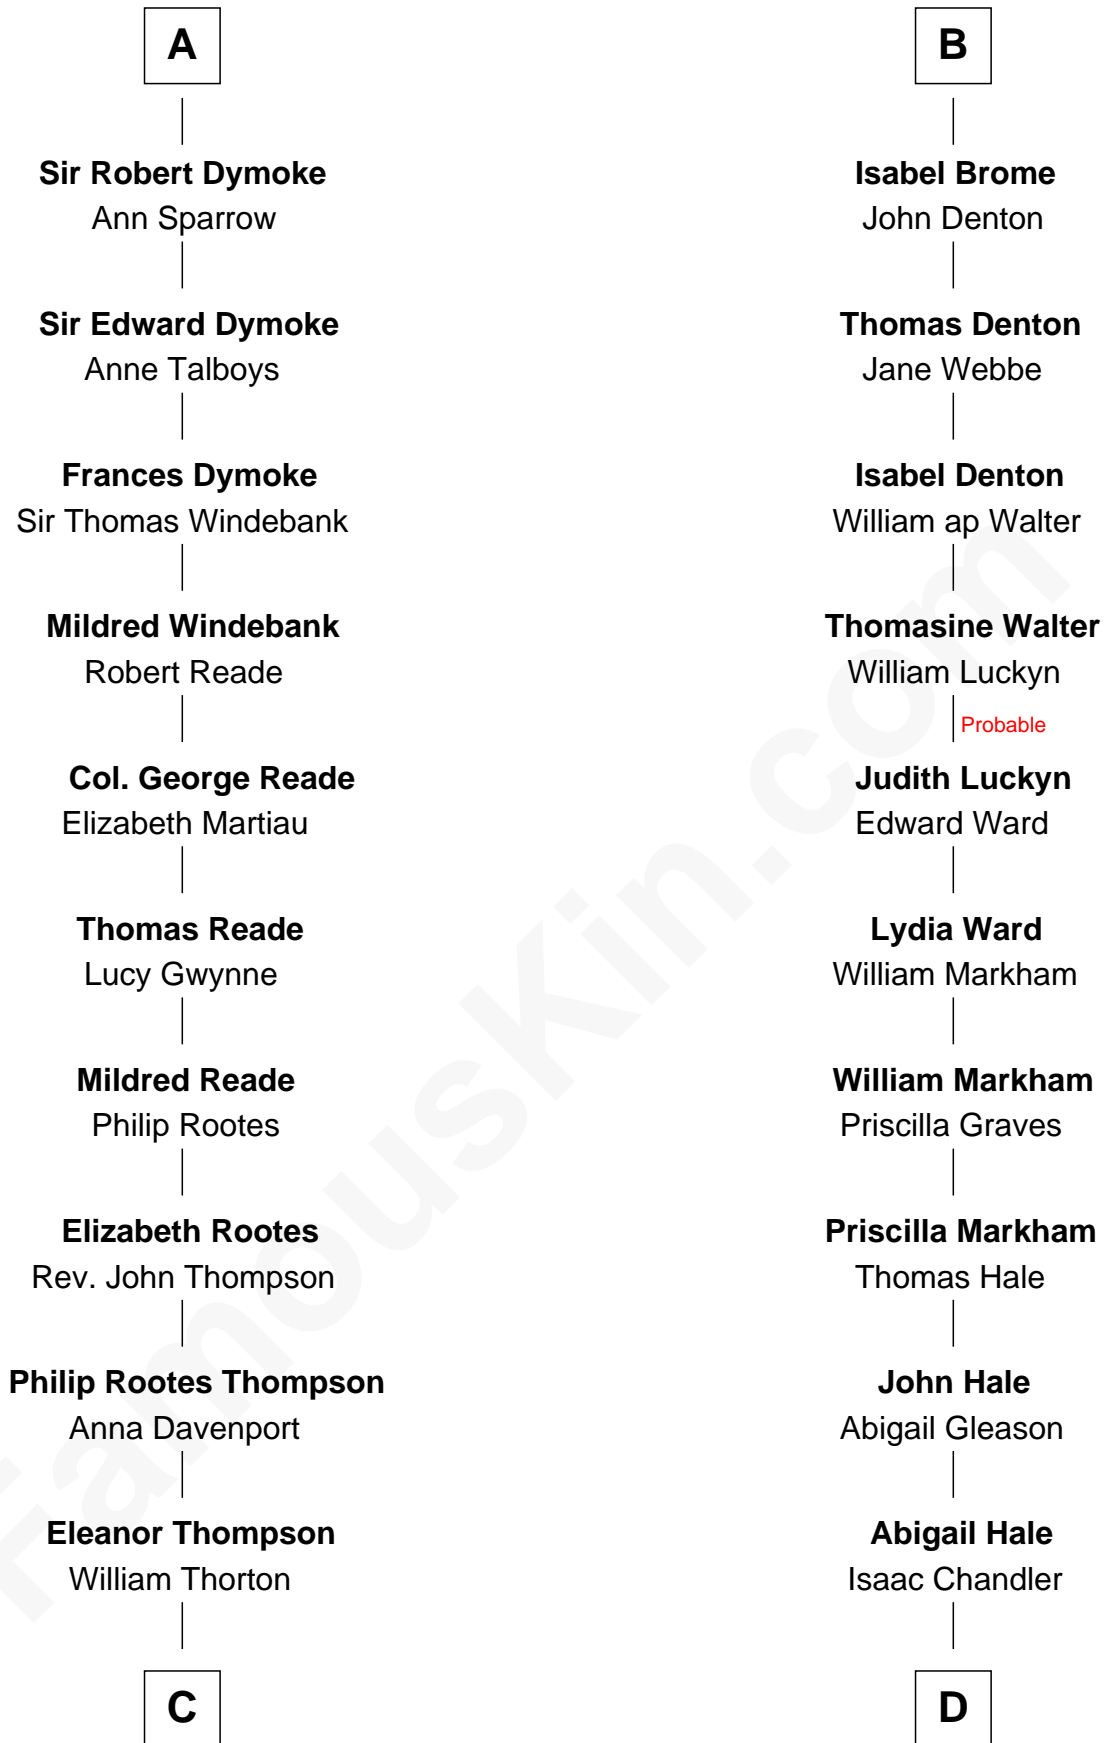 A
Sir Robert Dymoke
Ann Sparrow
Sir Edward Dymoke
Anne Talboys
Frances Dymoke
Sir Thomas Windebank
Mildred Windebank
Robert Reade
Col. George Reade
Elizabeth Martiau
Thomas Reade
Lucy Gwynne
Mildred Reade
Philip Rootes
Elizabeth Rootes
Rev. John Thompson
Philip Rootes Thompson
Anna Davenport
Eleanor Thompson
William Thorton
C
B
Isabel Brome
John Denton
Thomas Denton
Jane Webbe
Isabel Denton
William ap Walter
Thomasine Walter
William Luckyn
Probable
Judith Luckyn
Edward Ward
Lydia Ward
William Markham
William Markham
Priscilla Graves
Priscilla Markham
Thomas Hale
John Hale
Abigail Gleason
Abigail Hale
Isaac Chandler
D
FamousKin.com